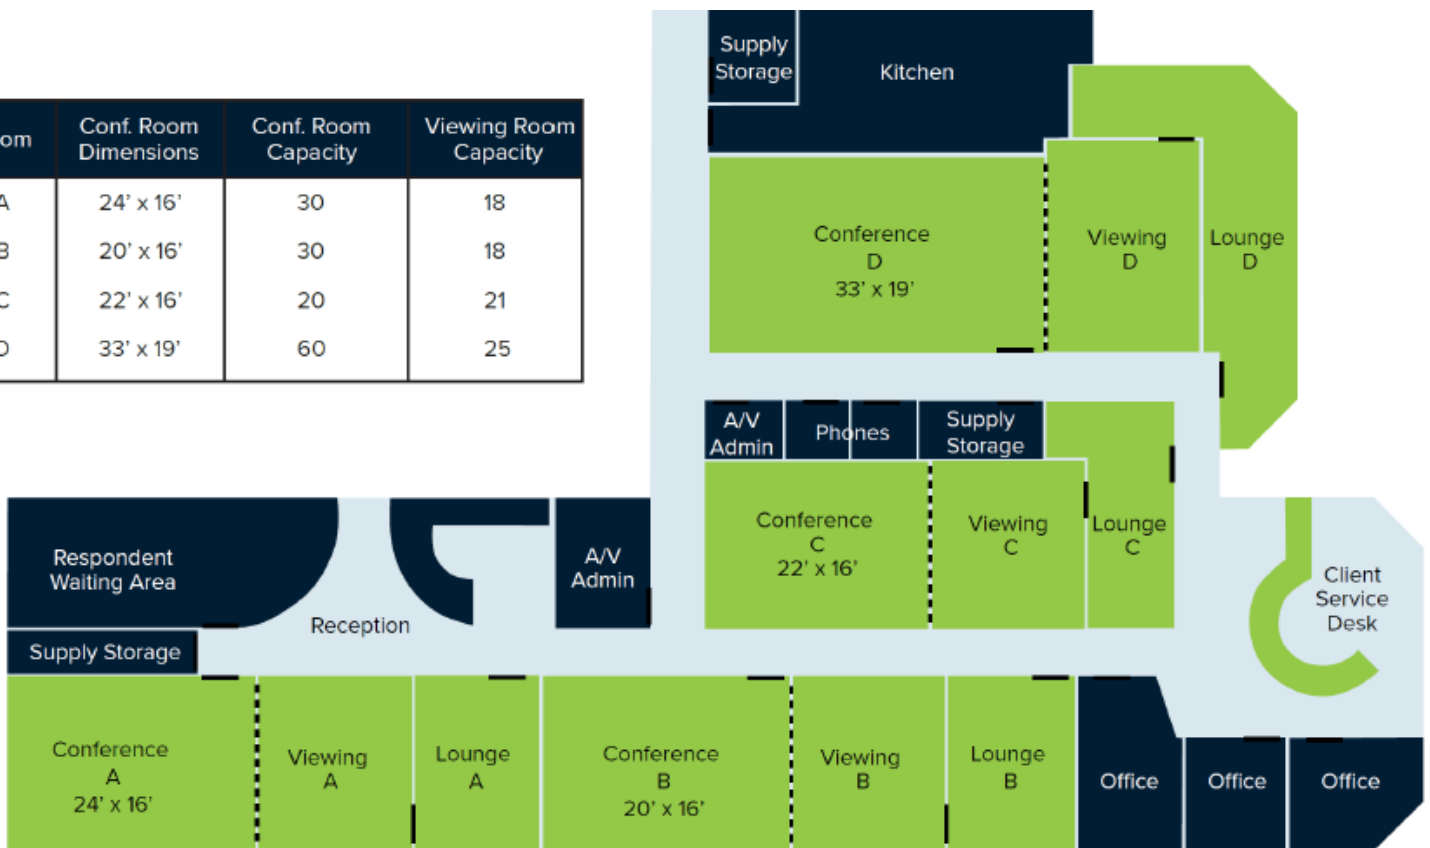 Supply
Storage
Kitchen
om
Conf. Room
Dimensions
Conf. Room
Capacity
Viewing Room
Capacity
A
24’ x 16’
30
18
B
20’ x 16’
30
18
C
22’ x 16’
20
21
D
33’ x 19’
60
25
Conference
D
33’ x 19’
Viewing
D
Lounge
D
A/V
Admin
Phones
Supply
Storage
Conference
C
22’ x 16’
Viewing
C
Lounge
C
Respondent
Waiting Area
A/V
Admin
Reception
Supply Storage
Client
Service
Desk
Conference
A
24’ x 16’
Viewing
A
Lounge
A
Conference
B
20’ x 16’
Viewing
B
Lounge
B
Office
Office
Office